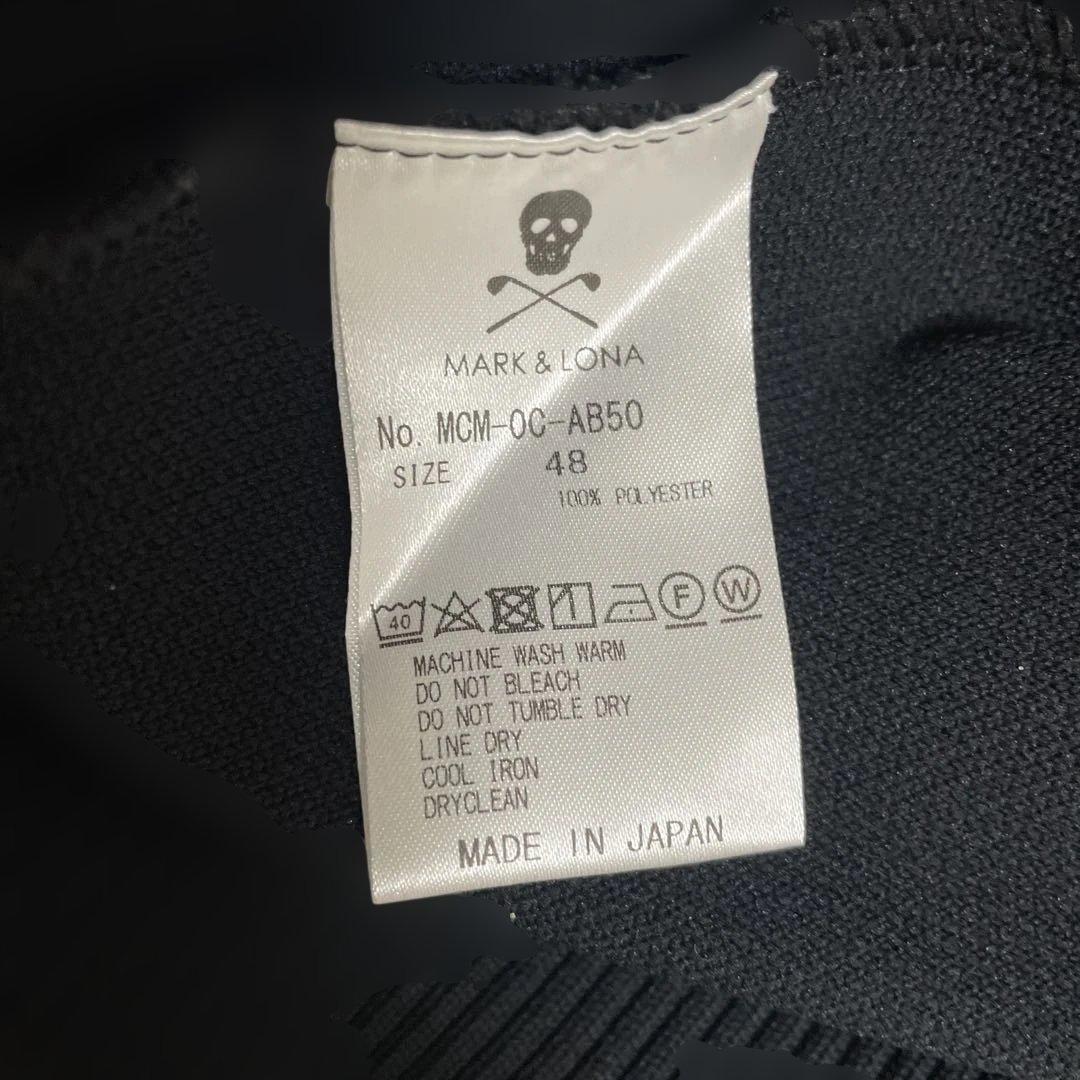 MARK & LONA
No. MCM-OC-AB50
SIZE 48
100% POLYESTER
40 F W
MACHINE WASH WARM
DO NOT BLEACH
DO NOT TUMBLE DRY
LINE DRY
COOL IRON
DRYCLEAN
MADE IN JAPAN